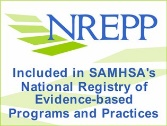 NREPP
Included in SAMHSA's
National Registry of
Evidence-based
Programs and Practices